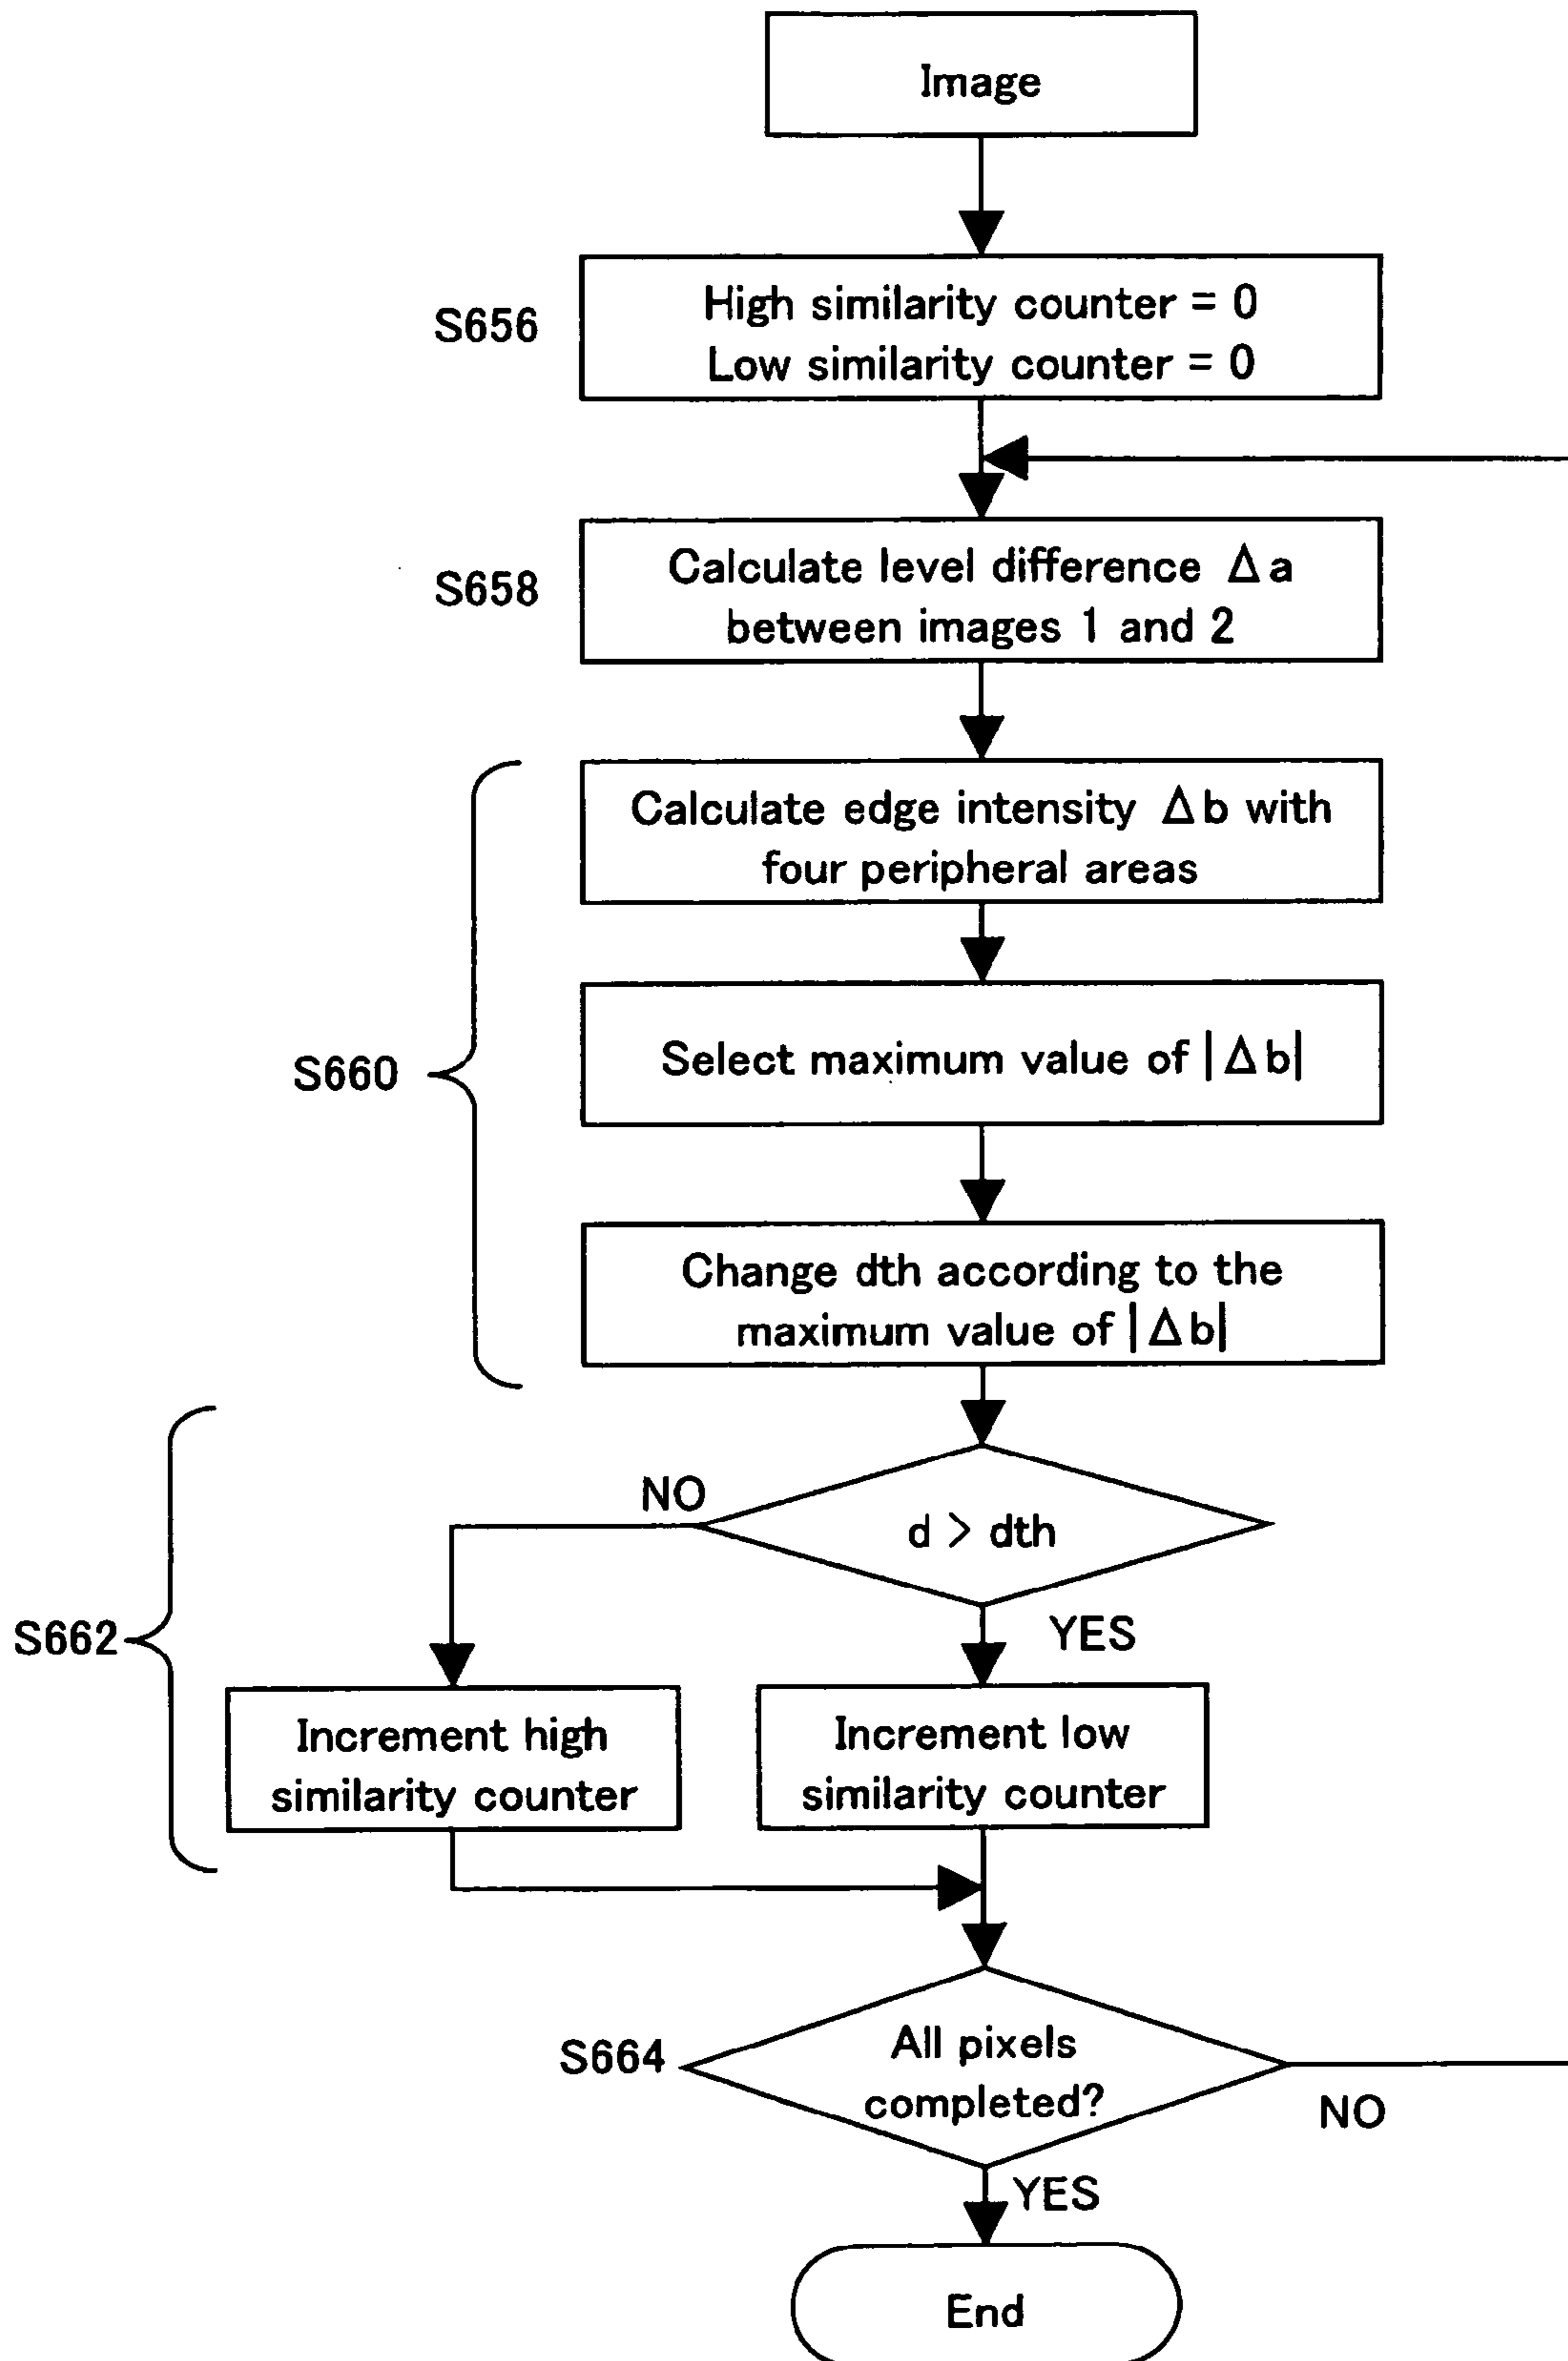 Image
S656
High similarity counter = 0
Low similarity counter = 0
S658
Calculate level difference Δa
between images 1 and 2
Calculate edge intensity Δb with
four peripheral areas
S660
Select maximum value of |Δb|
Change dth according to the
maximum value of |Δb|
NO
d > dth
YES
S662
Increment high
similarity counter
Increment low
similarity counter
S664
All pixels
completed?
NO
YES
End